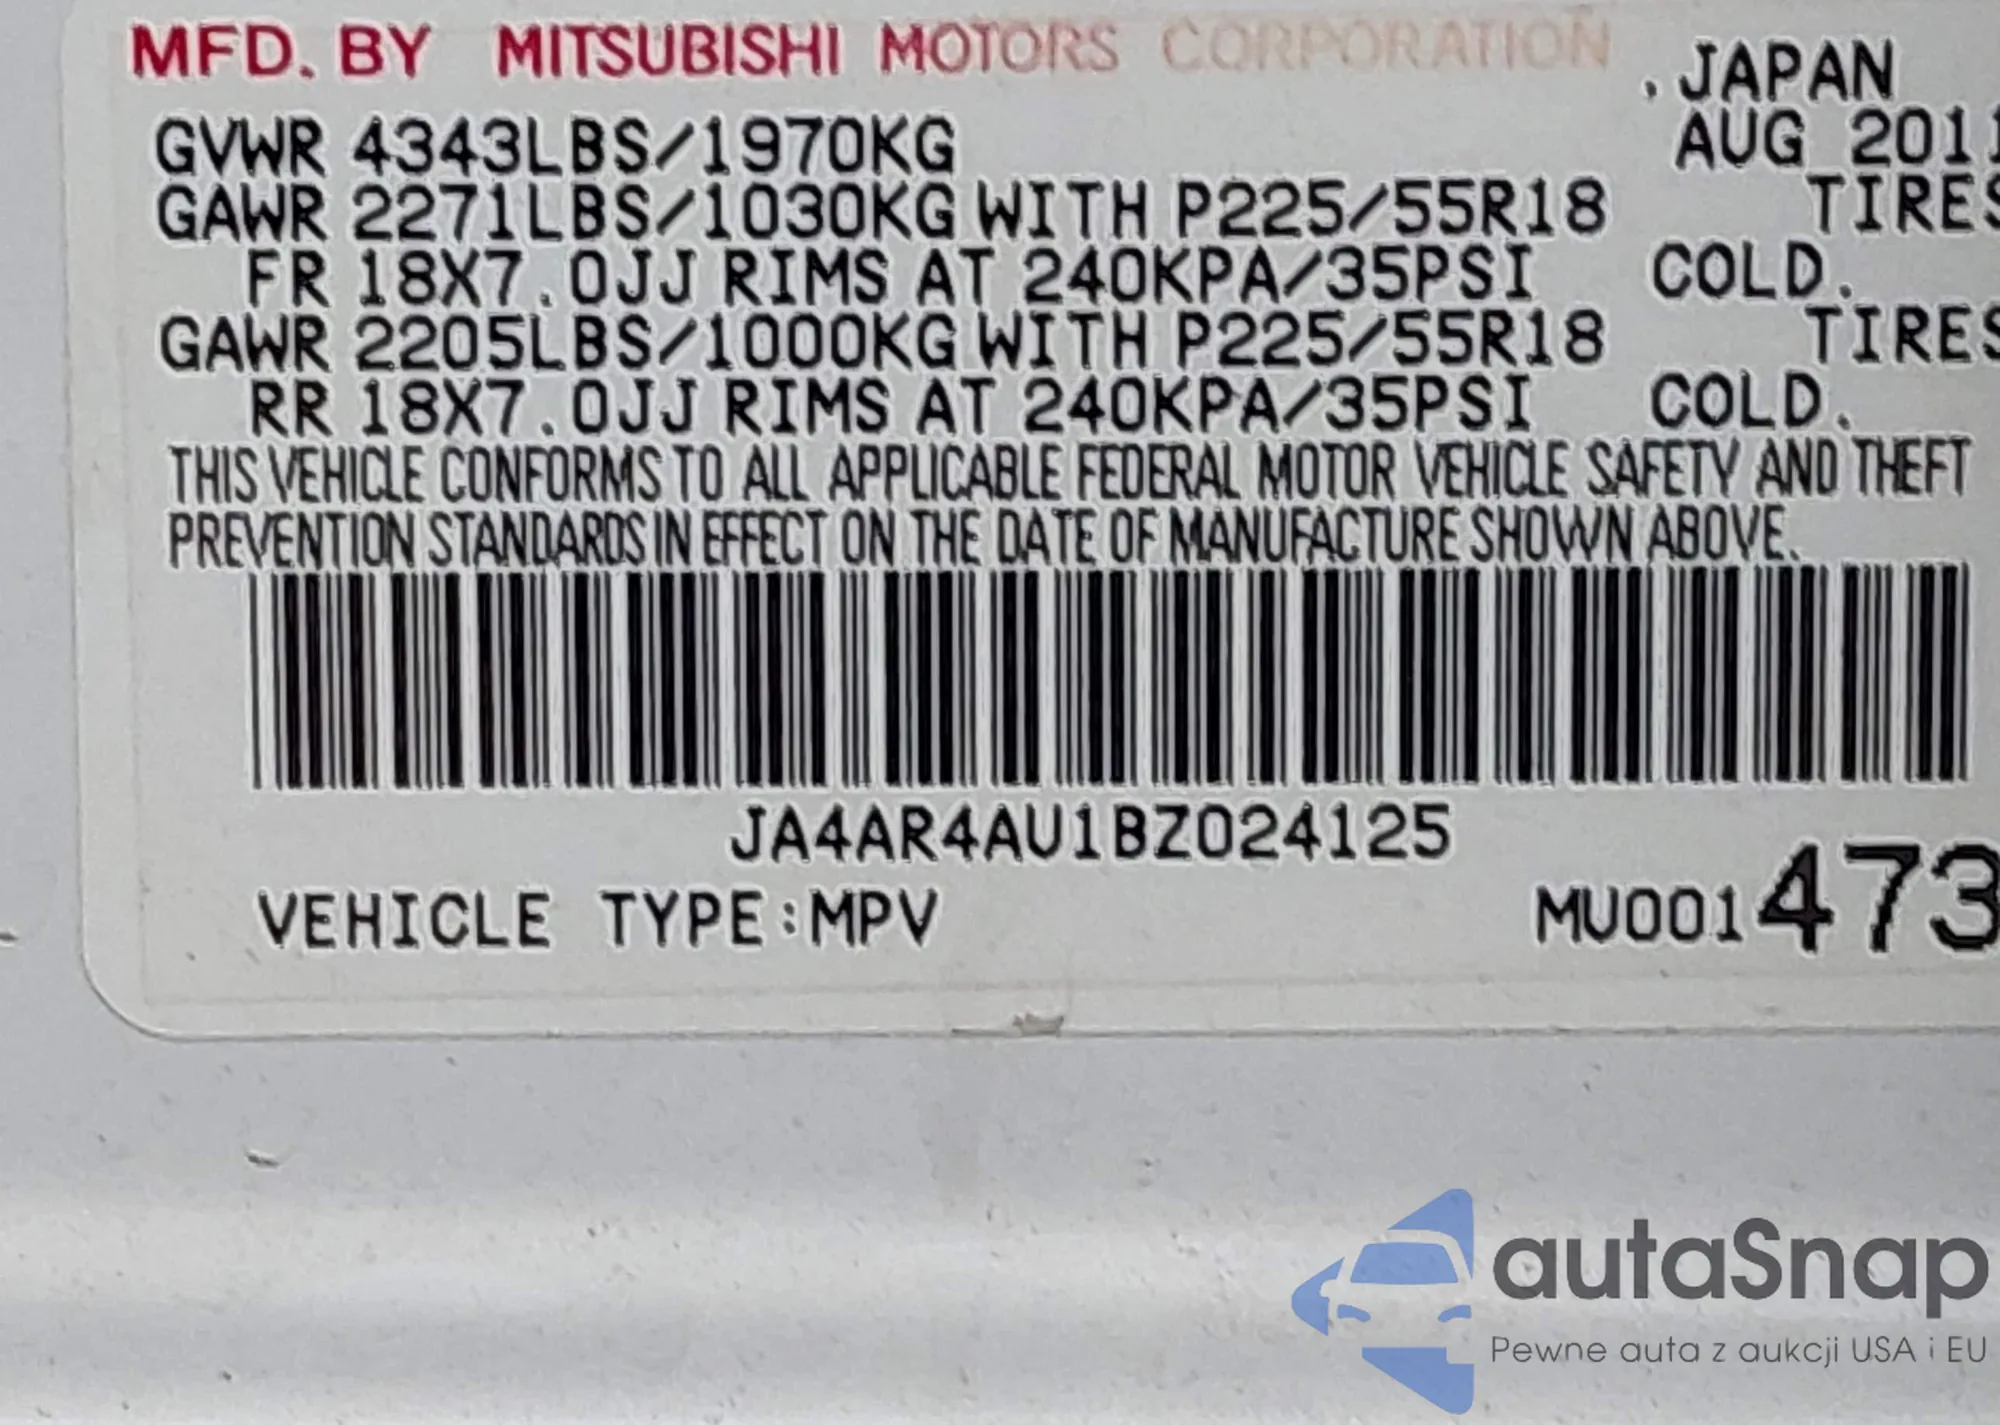 MFD. BY MITSUBISHI MOTORS CORPORATION
. JAPAN
GVWR 4343LBS/1970KG AUG 2011
GAWR 2271LBS/1030KG WITH P225/55R18 TIRES
FR 18X7.0JJ RIMS AT 240KPA/35PSI COLD.
GAWR 2205LBS/1000KG WITH P225/55R18 TIRES
RR 18X7.0JJ RIMS AT 240KPA/35PSI COLD.
THIS VEHICLE CONFORMS TO ALL APPLICABLE FEDERAL MOTOR VEHICLE SAFETY AND THEFT
PREVENTION STANDARDS IN EFFECT ON THE DATE OF MANUFACTURE SHOWN ABOVE.
JA4AR4AU1BZ024125
VEHICLE TYPE:MPV MU001473
autaSnap
Pewne auta z aukcji USA i EU